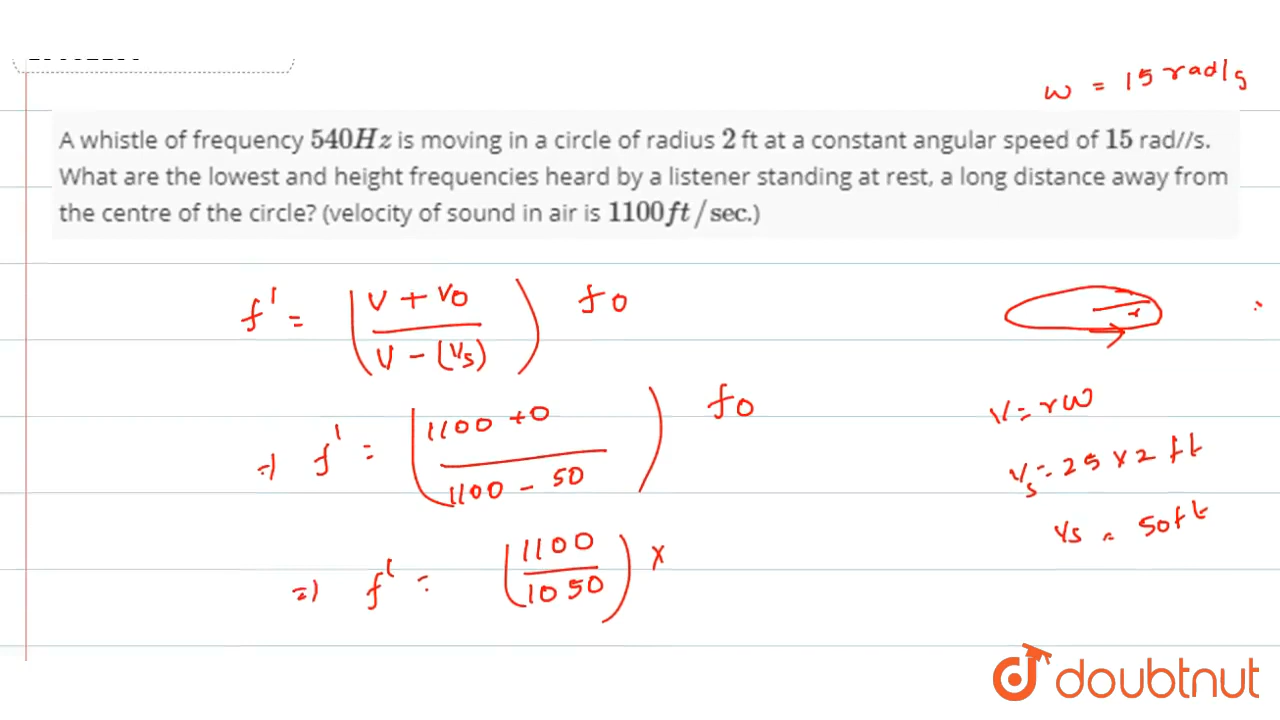 w = 15 rad/s
A whistle of frequency 540Hz is moving in a circle of radius 2 ft at a constant angular speed of 15 rad//s.
What are the lowest and height frequencies heard by a listener standing at rest, a long distance away from
the centre of the circle? (velocity of sound in air is 1100ft/sec.)
f' = (V + V0 / V - (Vs)) f0
r
⇒ f' = (1100 + 0 / 1100 - 50) f0
V = rw
Vs = 25 x 2 ft
Vs = 50ft
⇒ f' = (1100 / 1050) x
doubtnut